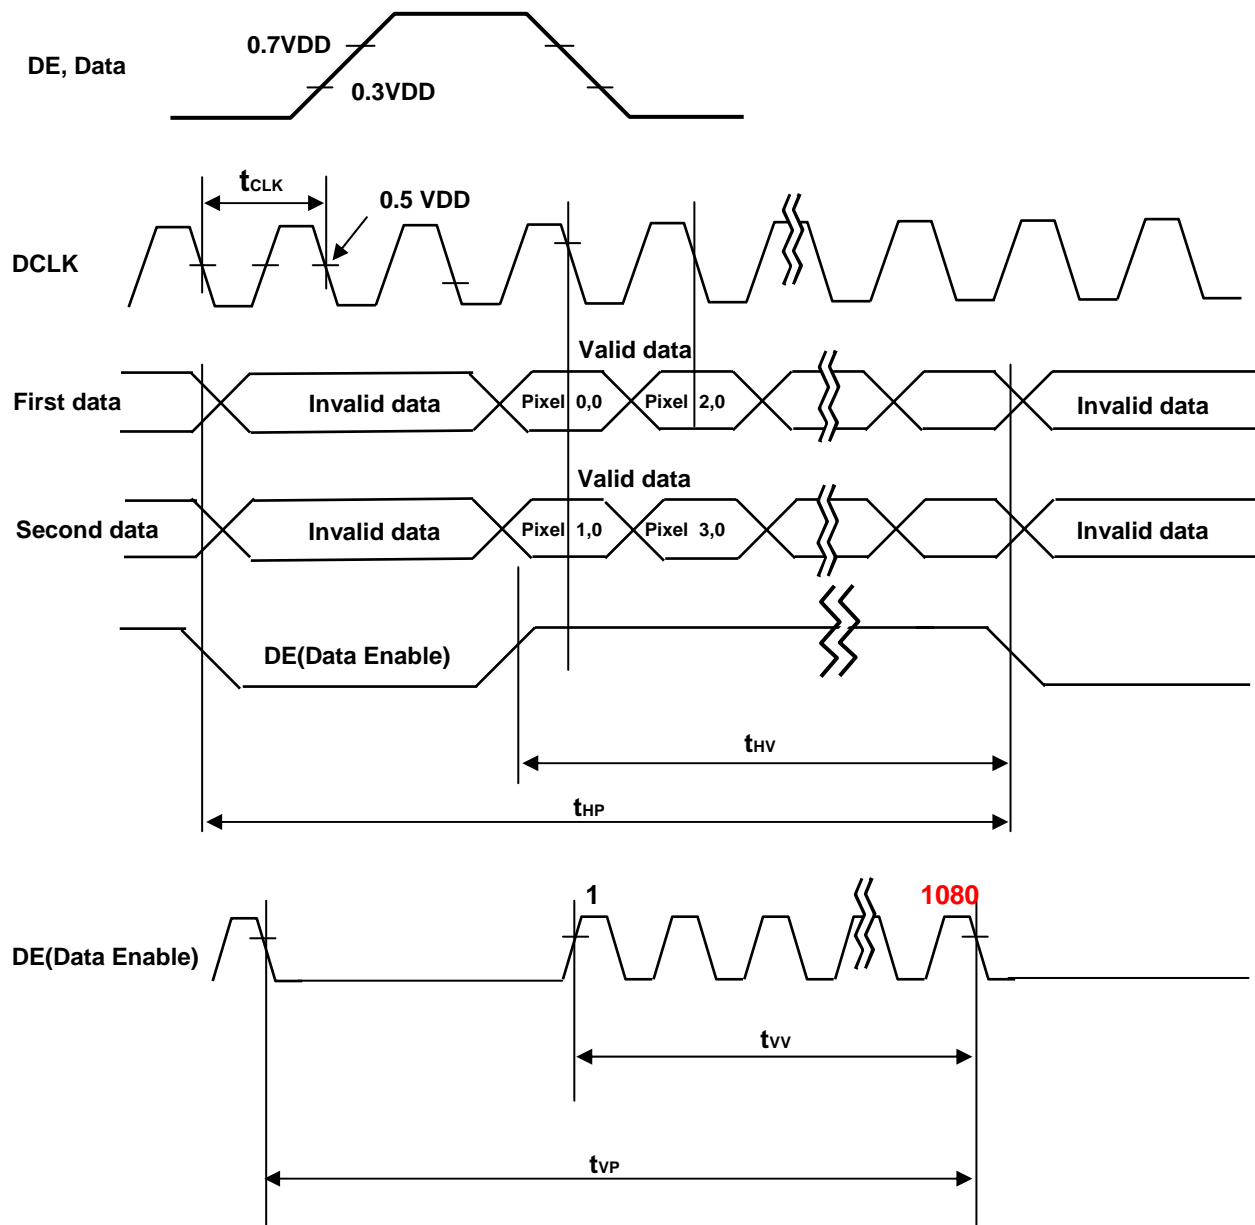 0.7VDD
DE, Data
0.3VDD
tCLK
0.5 VDD
DCLK
Valid data
First data
Invalid data
Pixel 0,0
Pixel 2,0
Invalid data
Valid data
Second data
Invalid data
Pixel 1,0
Pixel 3,0
Invalid data
DE(Data Enable)
tHV
tHP
1
1080
DE(Data Enable)
tVV
tVP